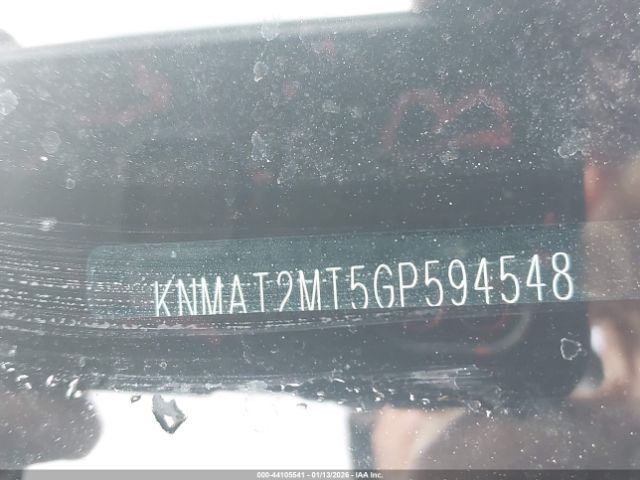 KNMAT2MT5GP594548
000-44105541 - 01/13/2026 - IAA Inc.